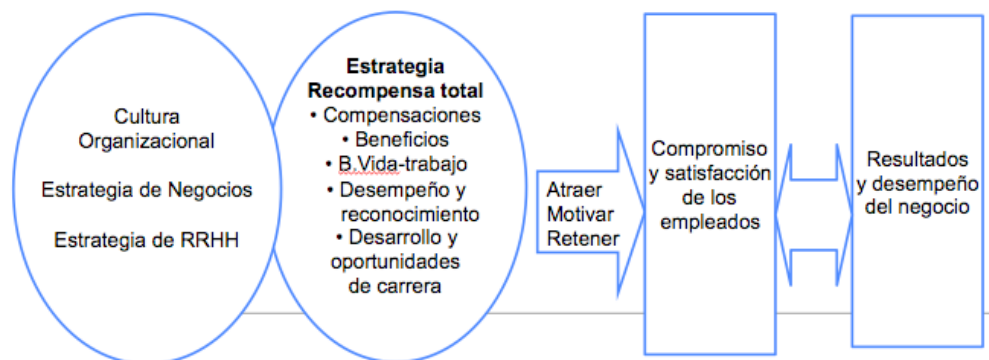 Cultura
Organizacional
Estrategia de Negocios
Estrategia de RRHH
Estrategia
Recompensa total
• Compensaciones
• Beneficios
• B.Vida-trabajo
• Desempeño y
reconocimiento
• Desarrollo y
oportunidades
de carrera
Atraer
Motivar
Retener
Compromiso
y satisfacción
de los
empleados
Resultados
y desempeño
del negocio